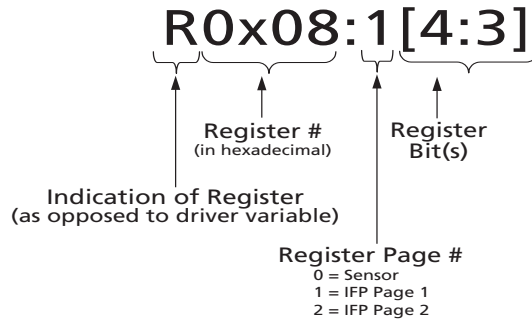 R0x08:1[4:3]
Register #
(in hexadecimal)
Register
Bit(s)
Indication of Register
(as opposed to driver variable)
Register Page #
0 = Sensor
1 = IFP Page 1
2 = IFP Page 2